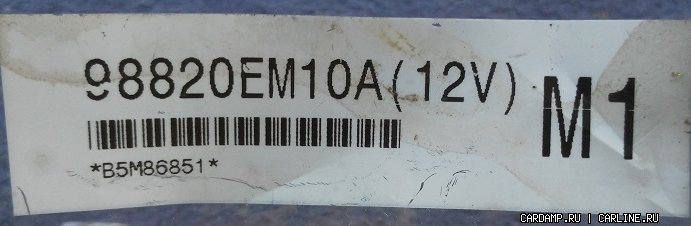 98820EM10A(12V)
M1
*B5M86851*
CARDAMP.RU | CARLINE.RU